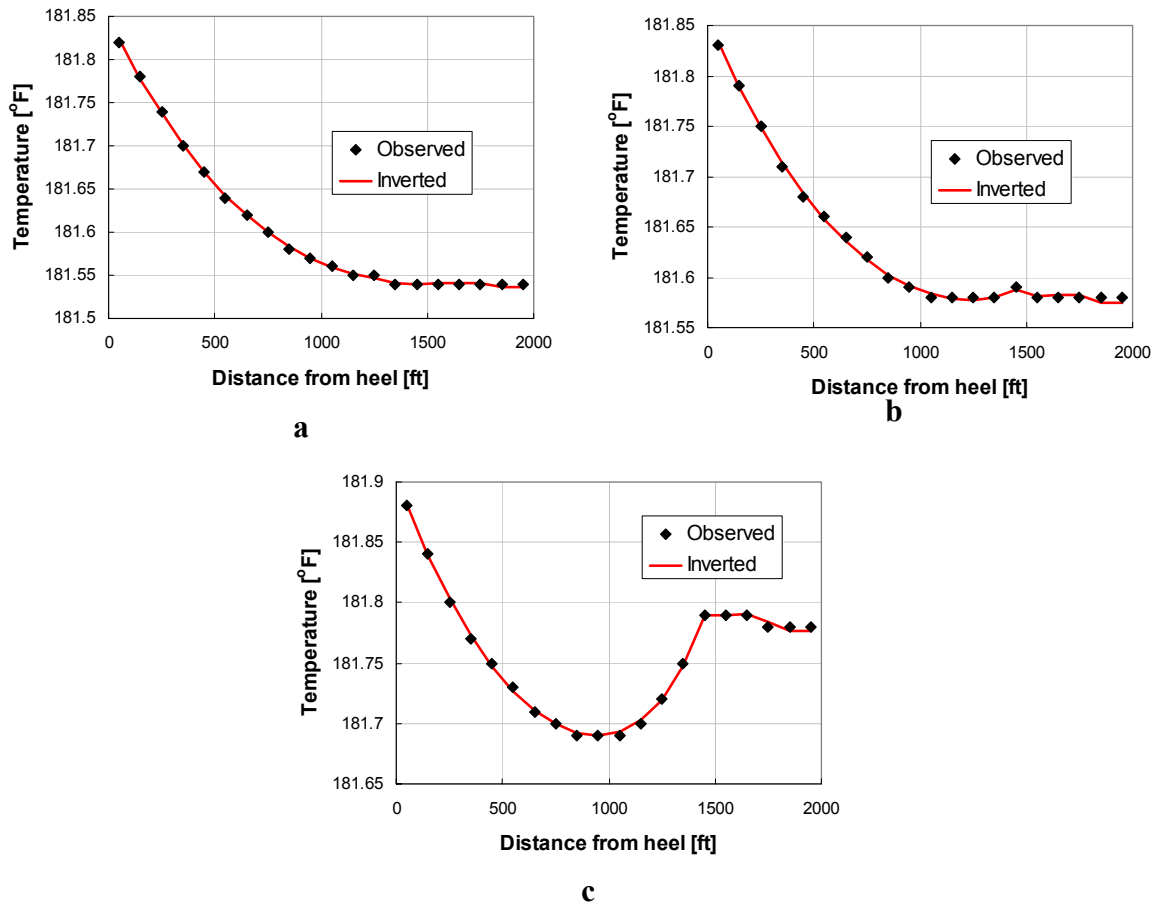 181.85
181.8
181.75
181.7
181.65
181.6
181.55
181.5
0 500 1000 1500 2000
Temperature [°F]
Distance from heel [ft]
Observed
Inverted
a
181.85
181.8
181.75
181.7
181.65
181.6
181.55
0 500 1000 1500 2000
Temperature [°F]
Distance from heel [ft]
Observed
Inverted
b
181.9
181.85
181.8
181.75
181.7
181.65
0 500 1000 1500 2000
Temperature [°F]
Distance from heel [ft]
Observed
Inverted
c